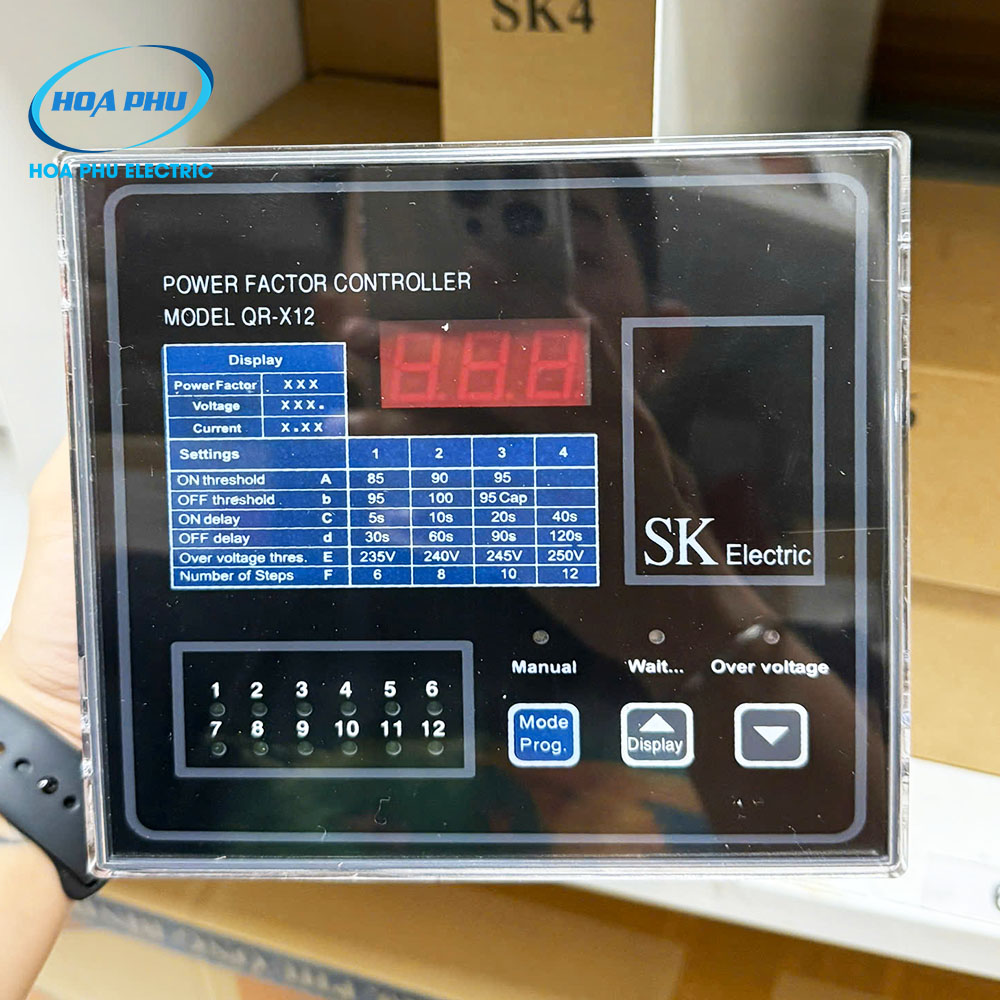 SK4
HOA PHU
HOA PHU ELECTRIC
POWER FACTOR CONTROLLER
MODEL QR-X12
Display
Power Factor X X X
Voltage X X X.
Current X.X X
Settings 1 2 3 4
ON threshold A 85 90 95
OFF threshold b 95 100 95 Cap
ON delay C 5s 10s 20s 40s
OFF delay d 30s 60s 90s 120s
Over voltage thres. E 235V 240V 245V 250V
Number of Steps F 6 8 10 12
SK Electric
Manual Wait... Over voltage
1 2 3 4 5 6
7 8 9 10 11 12
Mode
Prog.
Display